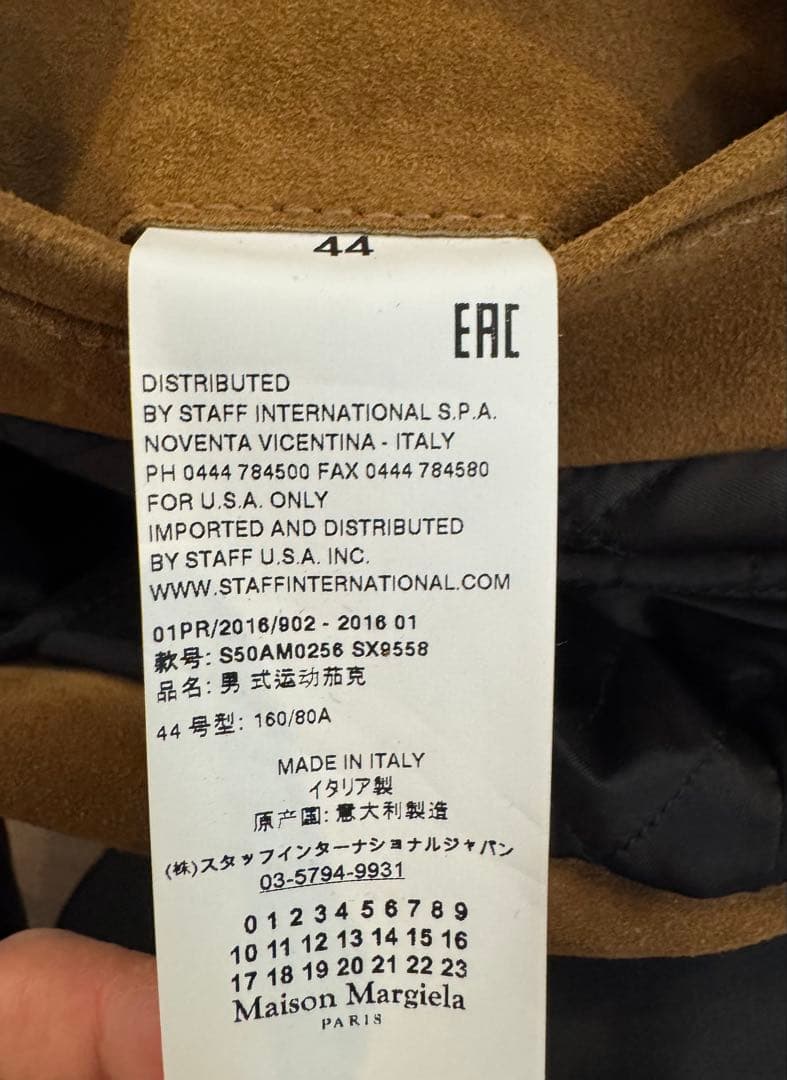 44
EAC
DISTRIBUTED
BY STAFF INTERNATIONAL S.P.A.
NOVENTA VICENTINA - ITALY
PH 0444 784500 FAX 0444 784580
FOR U.S.A. ONLY
IMPORTED AND DISTRIBUTED
BY STAFF U.S.A. INC.
WWW.STAFFINTERNATIONAL.COM
01PR/2016/902 - 2016 01
款号: S50AM0256 SX9558
品名: 男 式运动茄克
44 号型: 160/80A
MADE IN ITALY
イタリア製
原产国: 意大利製造
(株)スタッフインターナショナルジャパン
03-5794-9931
0 1 2 3 4 5 6 7 8 9
10 11 12 13 14 15 16
17 18 19 20 21 22 23
Maison Margiela
PARIS